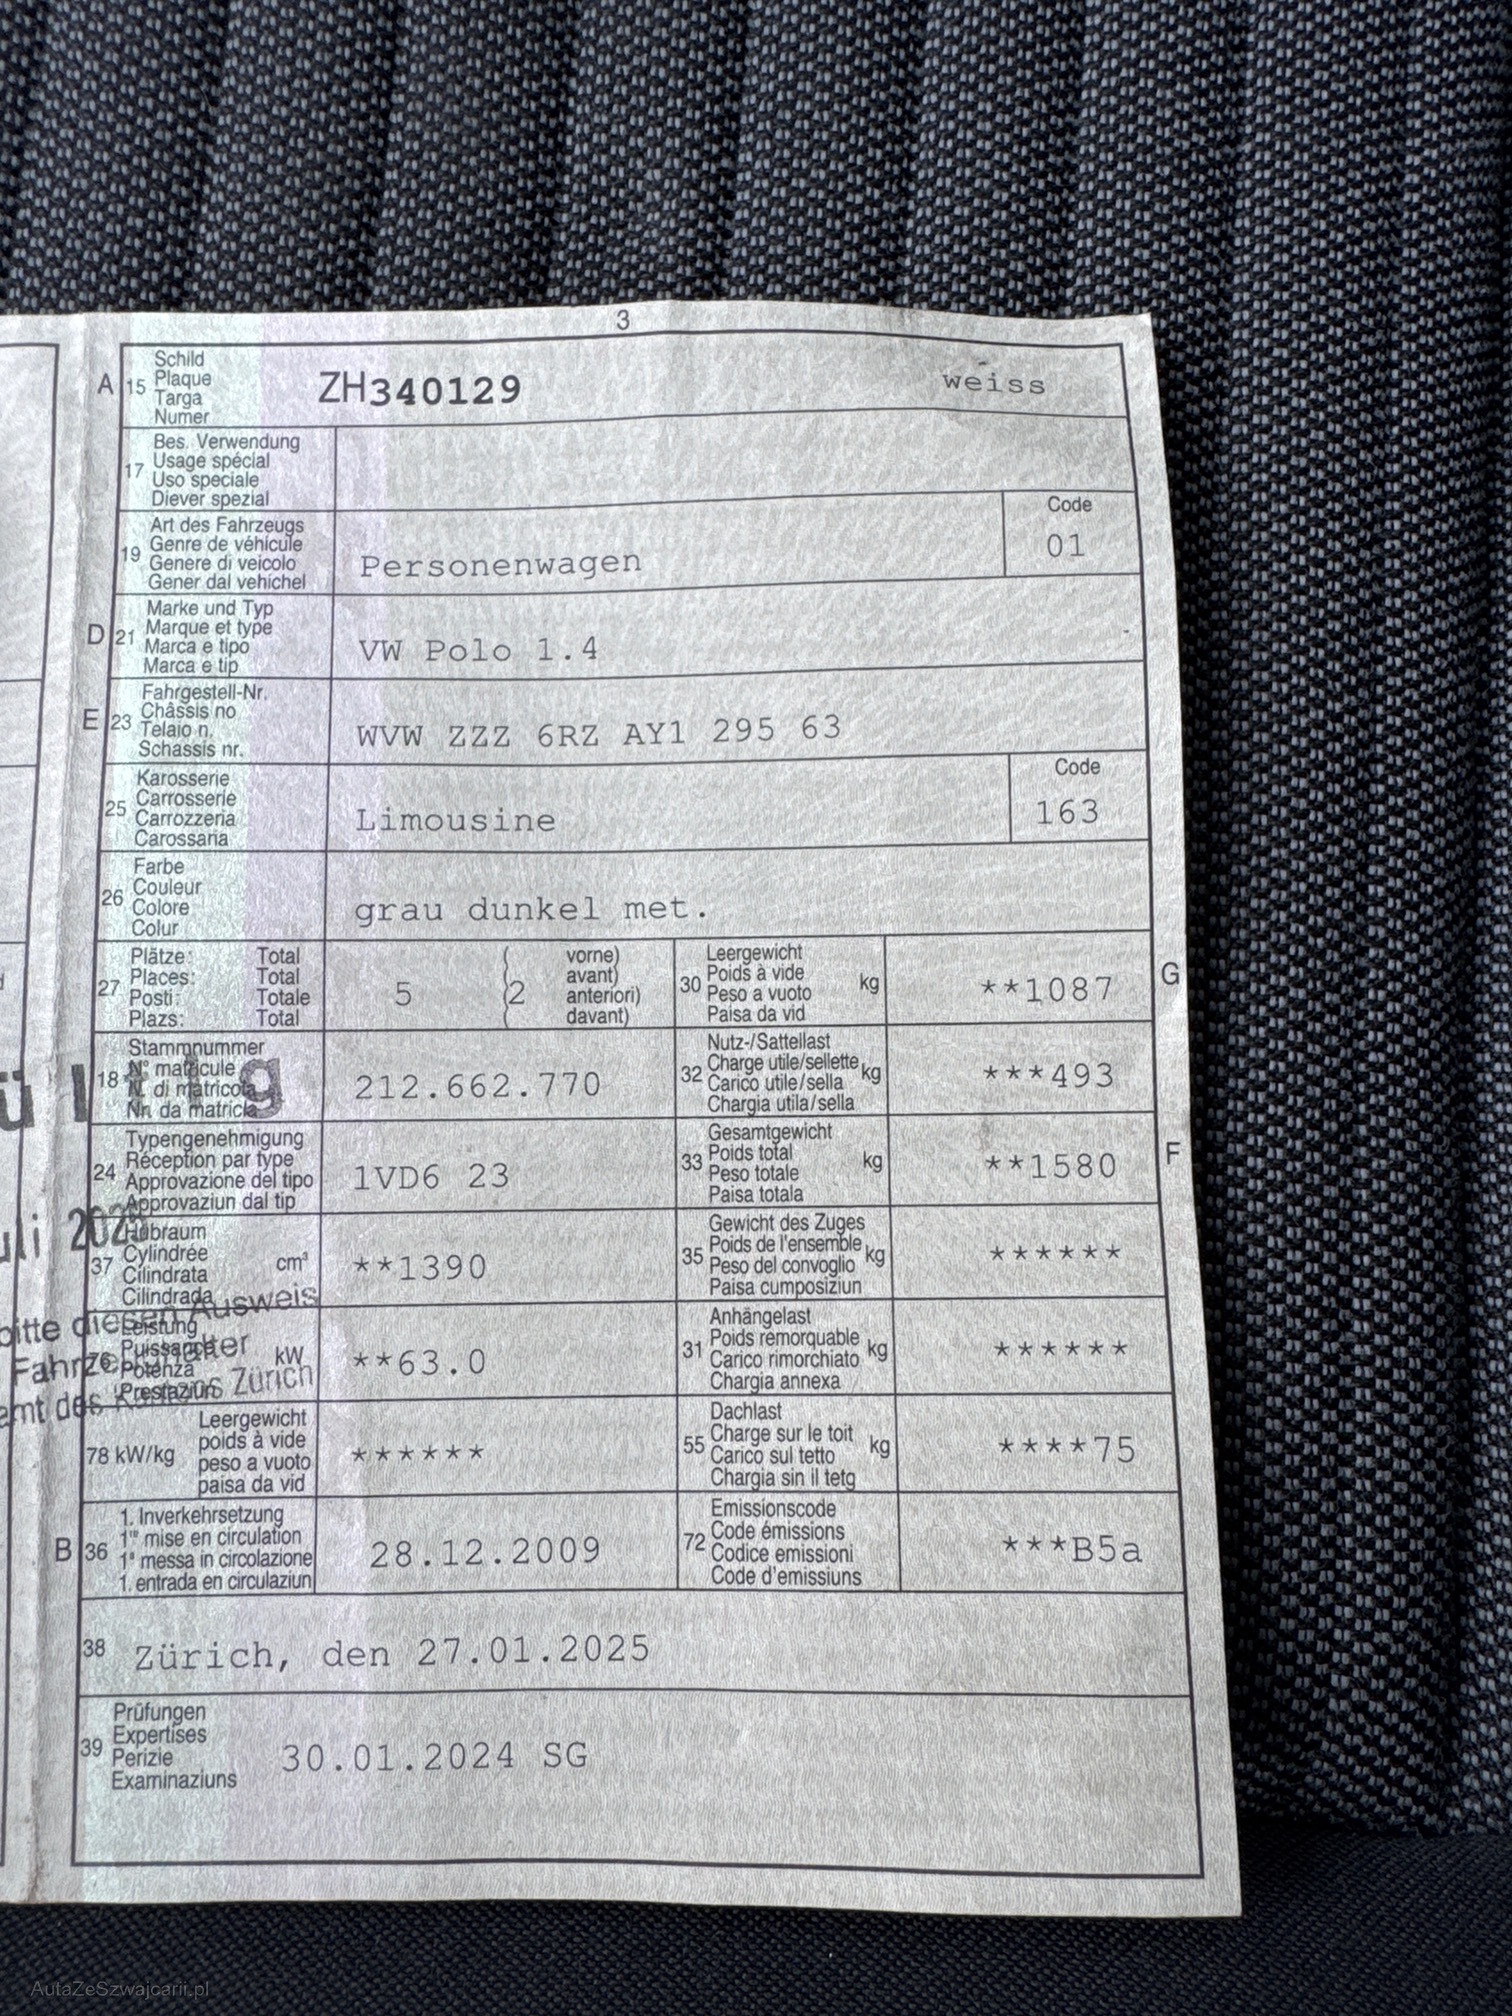 3
A 15 Schild
Plaque
Targa
Numer
ZH340129 weiss
17 Bes. Verwendung
Usage spécial
Uso speciale
Diever spezial
19 Art des Fahrzeugs
Genre de véhicule
Genere di veicolo
Gener dal vehichel
Personenwagen
Code
01
D 21 Marke und Typ
Marque et type
Marca e tipo
Marca e tip
VW Polo 1.4
E 23 Fahrgestell-Nr.
Châssis no
Telaio n.
Schassis nr.
WVW ZZZ 6RZ AY1 295 63
25 Karosserie
Carrosserie
Carrozzeria
Carossaria
Limousine
Code
163
26 Farbe
Couleur
Colore
Colur
grau dunkel met.
27 Plätze: Total
Places: Total
Posti: Totale
Plazs: Total
5 (2 vorne)
avant)
anteriori)
davant)
30 Leergewicht
Poids à vide kg
Peso a vuoto
Paisa da vid
**1087
G
18 Stammnummer
N° matricule
N. di matricola
Nr. da matricla
212.662.770
32 Nutz-/Sattellast
Charge utile/sellette kg
Carico utile/sella
Chargia utila/sella
***493
24 Typengenehmigung
Réception par type
Approvazione del tipo
Approvaziun dal tip
1VD6 23
33 Gesamtgewicht
Poids total kg
Peso totale
Paisa totala
**1580
F
37 Hubraum
Cylindrée cm³
Cilindrata
Cilindrada
**1390
35 Gewicht des Zuges
Poids de l'ensemble kg
Peso del convoglio
Paisa cumposiziun
******
76 Leistung
Puissance kW
Potenza
Prestaziun
**63.0
31 Anhängelast
Poids remorquable kg
Carico rimorchiato
Chargia annexa
******
78 kW/kg Leergewicht
poids à vide
peso a vuoto
paisa da vid
******
55 Dachlast
Charge sur le toit kg
Carico sul tetto
Chargia sin il tetg
****75
B 36 1. Inverkehrsetzung
1re mise en circulation
1a messa in circolazione
1. entrada en circulaziun
28.12.2009
72 Emissionscode
Code émissions
Codice emissioni
Code d'emissiuns
***B5a
38 Zürich, den 27.01.2025
39 Prüfungen
Expertises
Perizie
Examinaziuns
30.01.2024 SG
uli 2025
bitte diesen Ausweis
Zürich
AutaZeSzwajcarii.pl